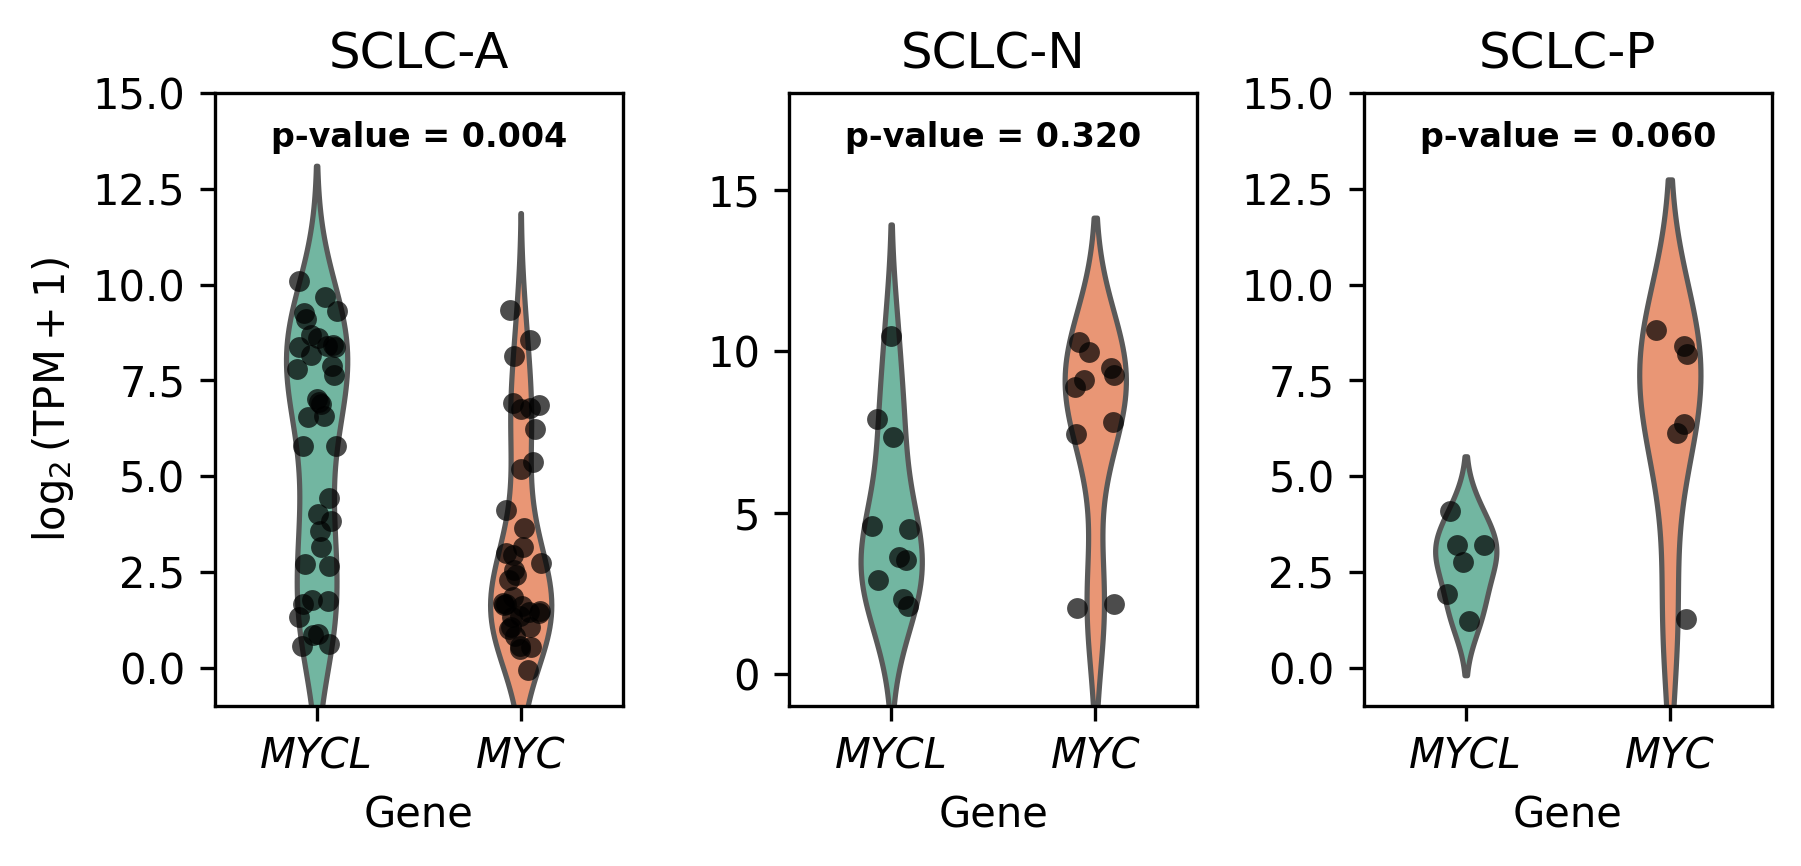 SCLC-A
SCLC-N
SCLC-P
p-value = 0.004
p-value = 0.320
p-value = 0.060
log₂(TPM + 1)
15.0
12.5
10.0
7.5
5.0
2.5
0.0
MYCL
MYC
Gene
15
10
5
0
MYCL
MYC
Gene
15.0
12.5
10.0
7.5
5.0
2.5
0.0
MYCL
MYC
Gene